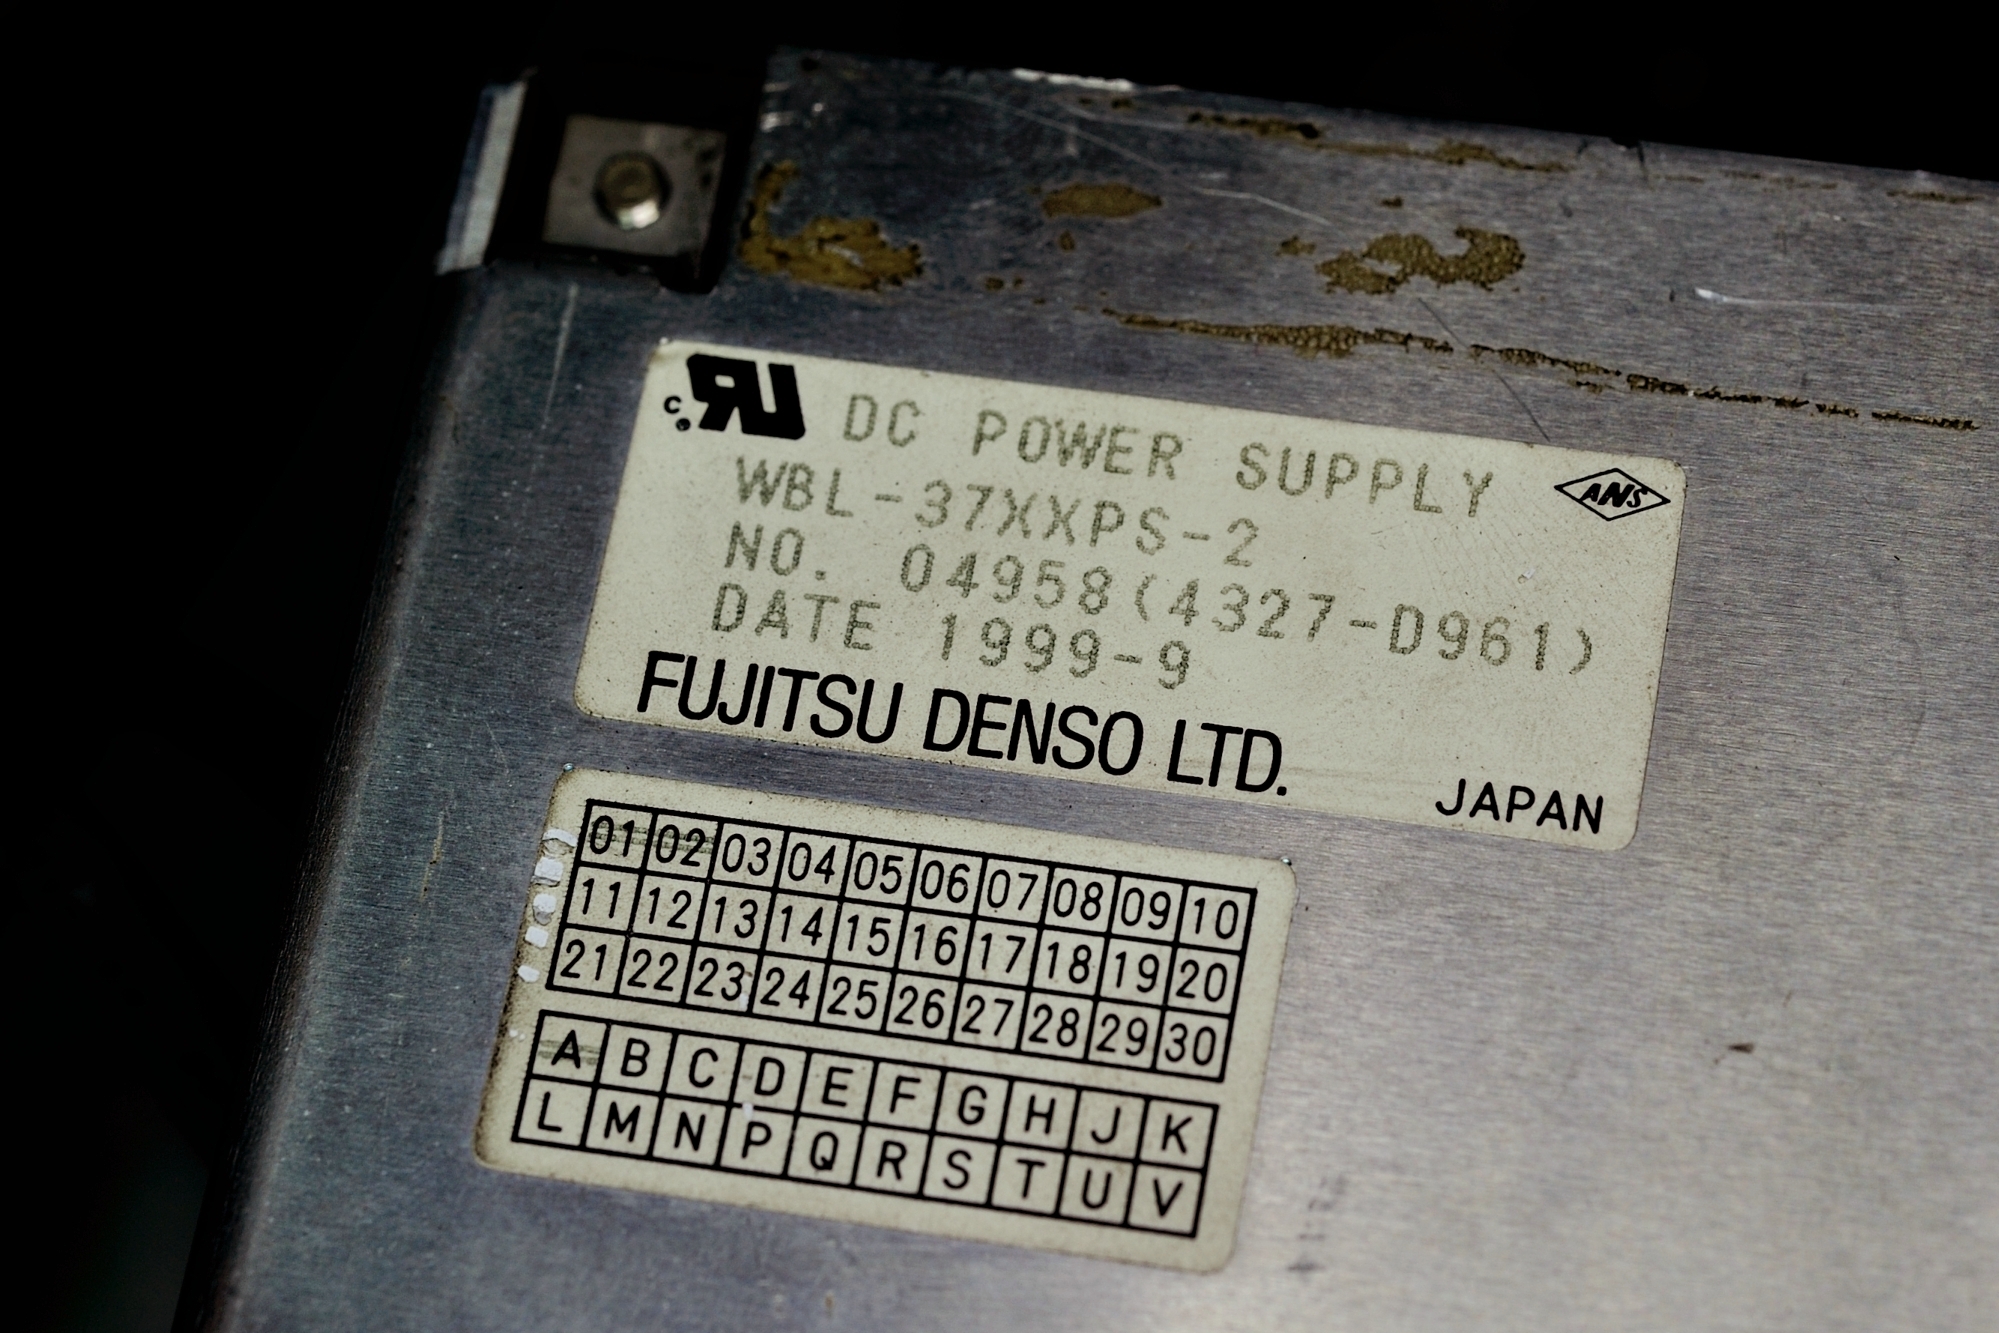 c RU DC POWER SUPPLY
WBL-37XXPS-2 ANS
NO. 04958(4327-D961)
DATE 1999-9
FUJITSU DENSO LTD.
JAPAN
01 02 03 04 05 06 07 08 09 10
11 12 13 14 15 16 17 18 19 20
21 22 23 24 25 26 27 28 29 30
A B C D E F G H J K
L M N P Q R S T U V